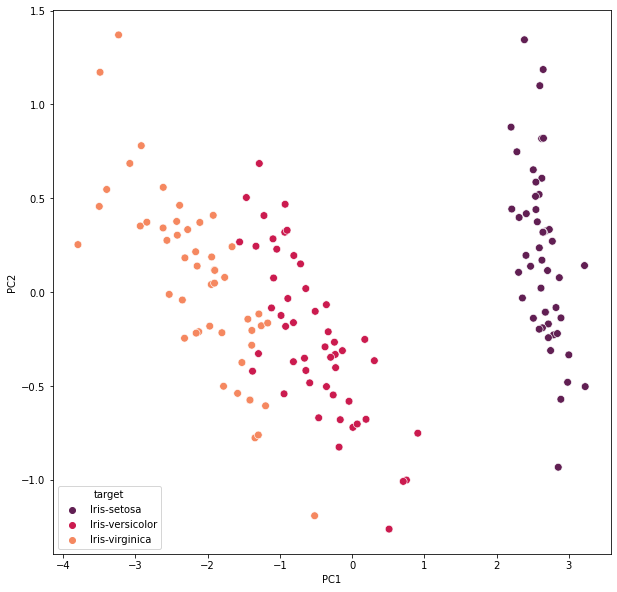 1.5
1.0
0.5
0.0
−0.5
−1.0
PC2
target
Iris-setosa
Iris-versicolor
Iris-virginica
−4 −3 −2 −1 0 1 2 3
PC1